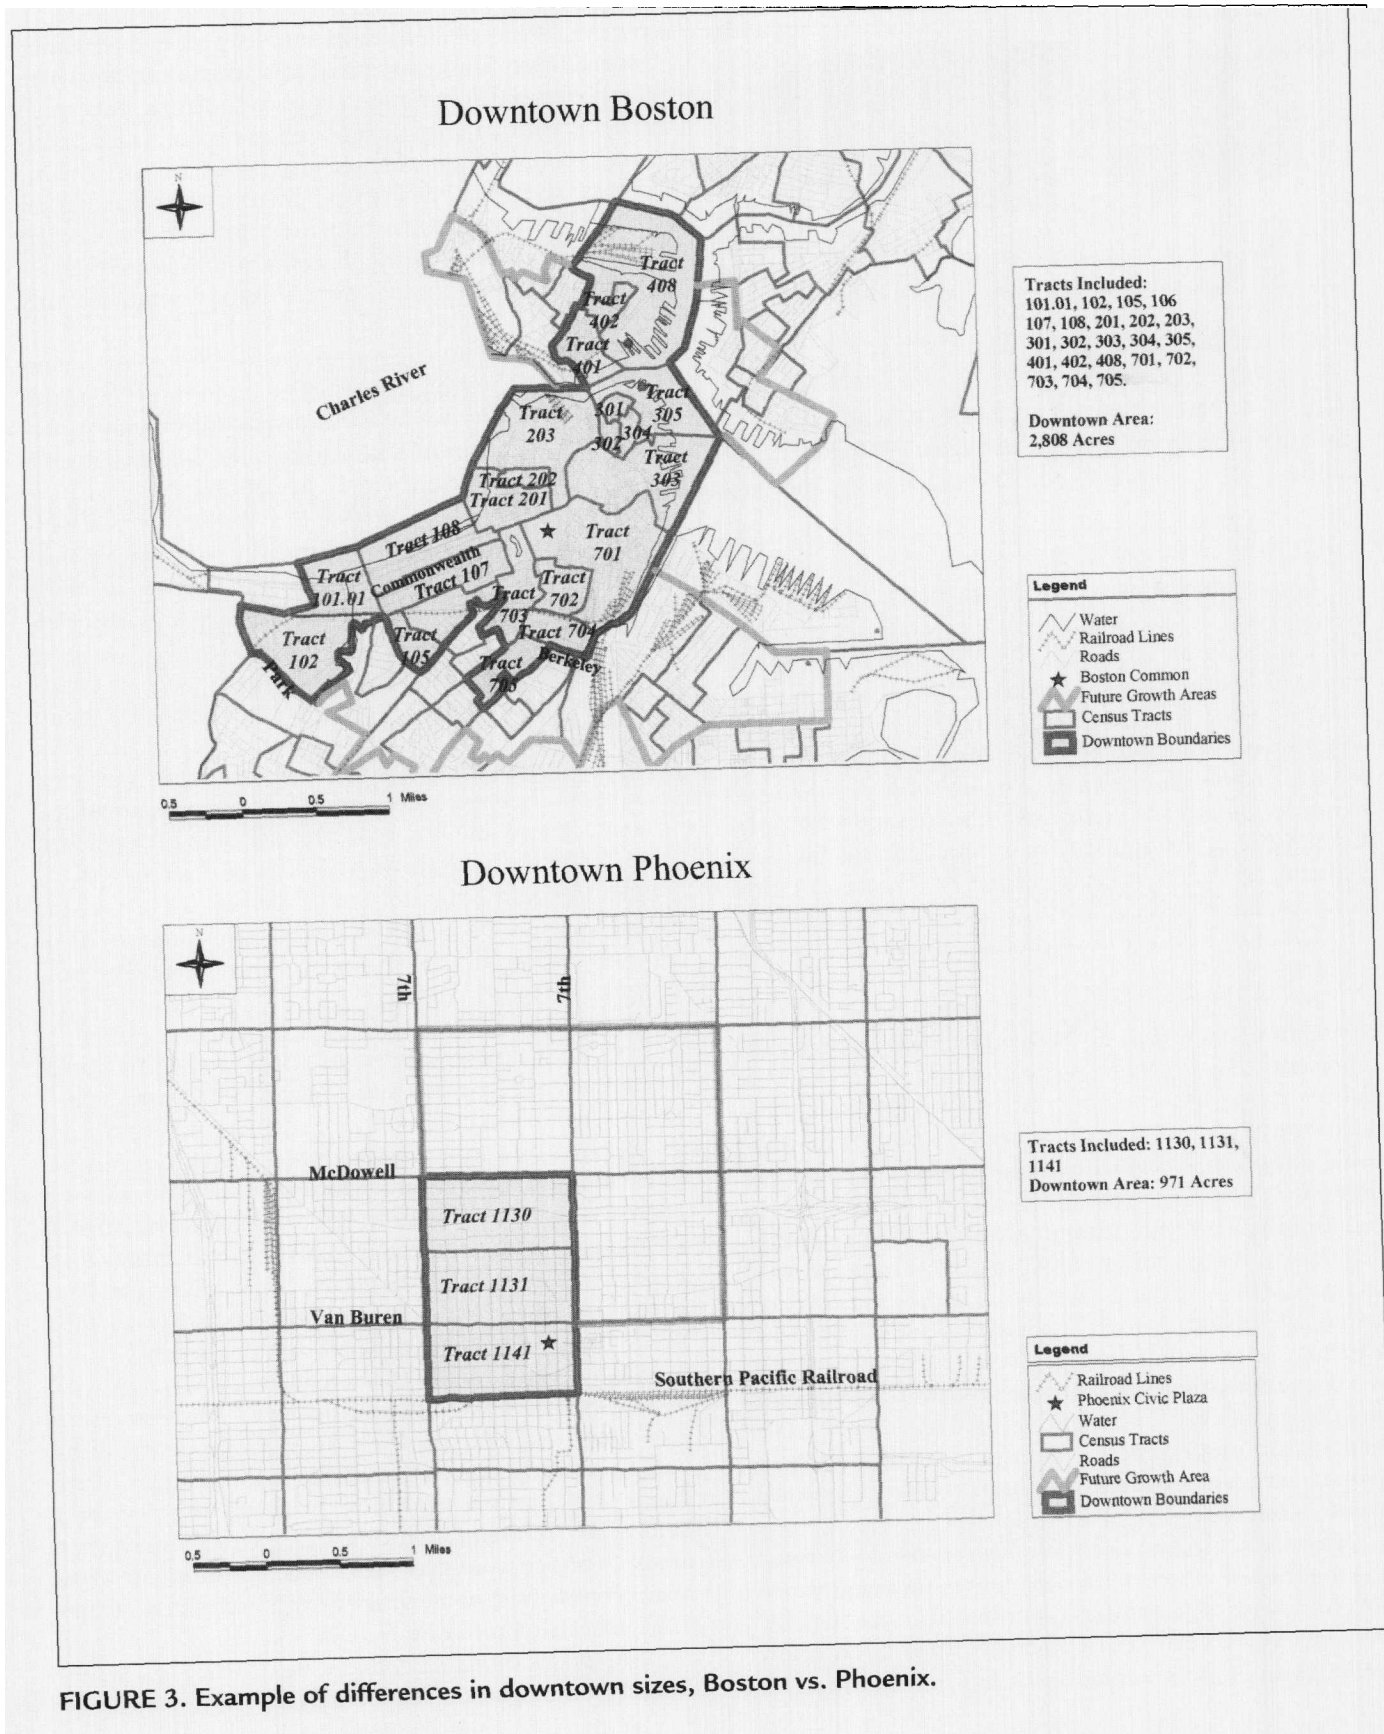 Downtown Boston
N
Tract
408
Tract
402
Tract
401
Charles River
Tract
305
301
304
302
Tract
203
Tract
303
Tract 202
Tract 201
Tract
701
Tract 108
Commonwealth
Tract 107
Tract
101.01
Tract
702
Tract
703
Tract 704
Tract
102
Tract
105
Berkeley
Tract
705
Park
0.5 0 0.5 1 Miles
Tracts Included:
101.01, 102, 105, 106
107, 108, 201, 202, 203,
301, 302, 303, 304, 305,
401, 402, 408, 701, 702,
703, 704, 705.
Downtown Area:
2,808 Acres
Legend
Water
Railroad Lines
Roads
Boston Common
Future Growth Areas
Census Tracts
Downtown Boundaries
Downtown Phoenix
N
7th
7th
McDowell
Tract 1130
Tract 1131
Van Buren
Tract 1141
Southern Pacific Railroad
0.5 0 0.5 1 Miles
Tracts Included: 1130, 1131,
1141
Downtown Area: 971 Acres
Legend
Railroad Lines
Phoenix Civic Plaza
Water
Census Tracts
Roads
Future Growth Area
Downtown Boundaries
FIGURE 3. Example of differences in downtown sizes, Boston vs. Phoenix.